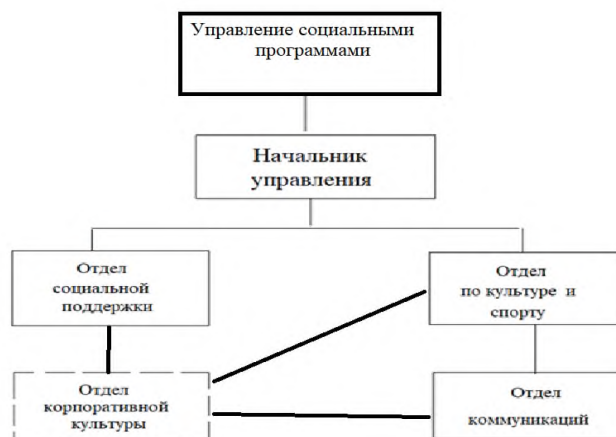 Управление социальными
программами
Начальник
управления
Отдел
социальной
поддержки
Отдел
по культуре и
спорту
Отдел
корпоративной
культуры
Отдел
коммуникаций